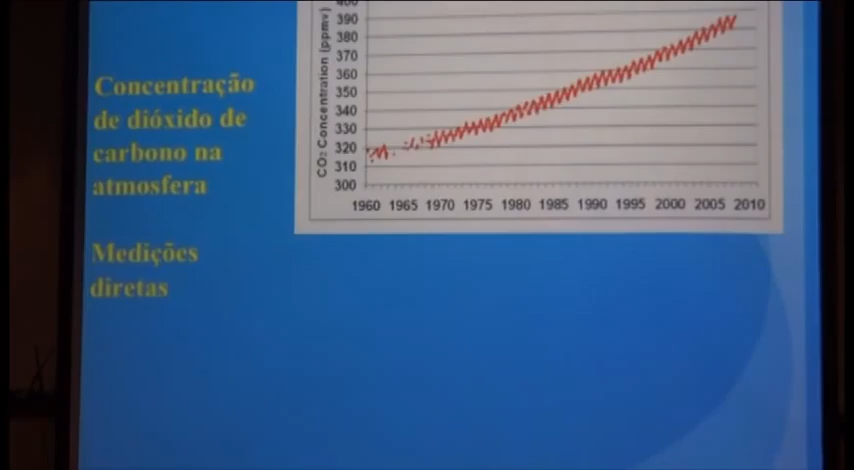 Concentração
de dióxido de
carbono na
atmosfera
Medições
diretas
CO₂ Concentration (ppmv)
400
390
380
370
360
350
340
330
320
310
300
1960 1965 1970 1975 1980 1985 1990 1995 2000 2005 2010